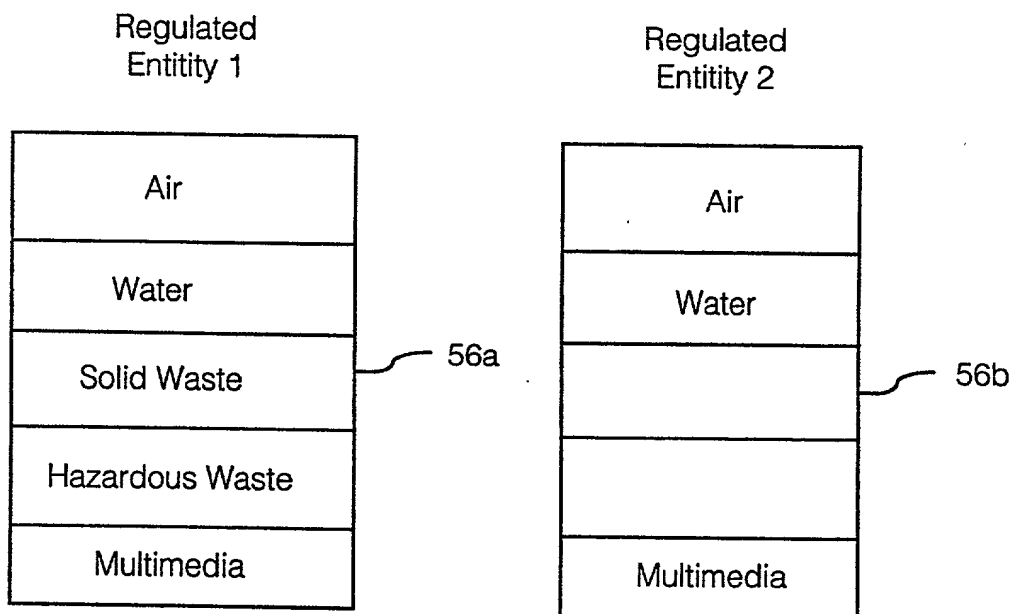 Regulated
Entitity 1
Air
Water
Solid Waste
Hazardous Waste
Multimedia
56a
Regulated
Entitity 2
Air
Water
Multimedia
56b